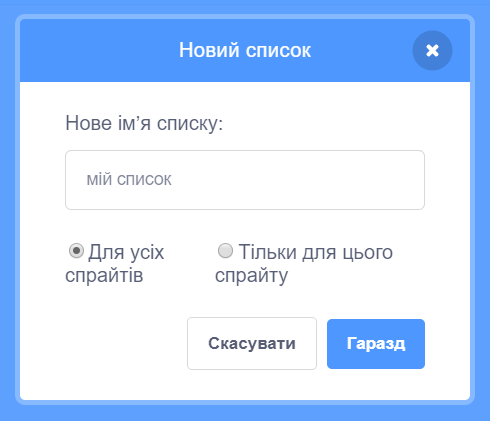 Новий список
Нове ім’я списку:
мій список
Для усіх
спрайтів
Тільки для цього
спрайту
Скасувати
Гаразд